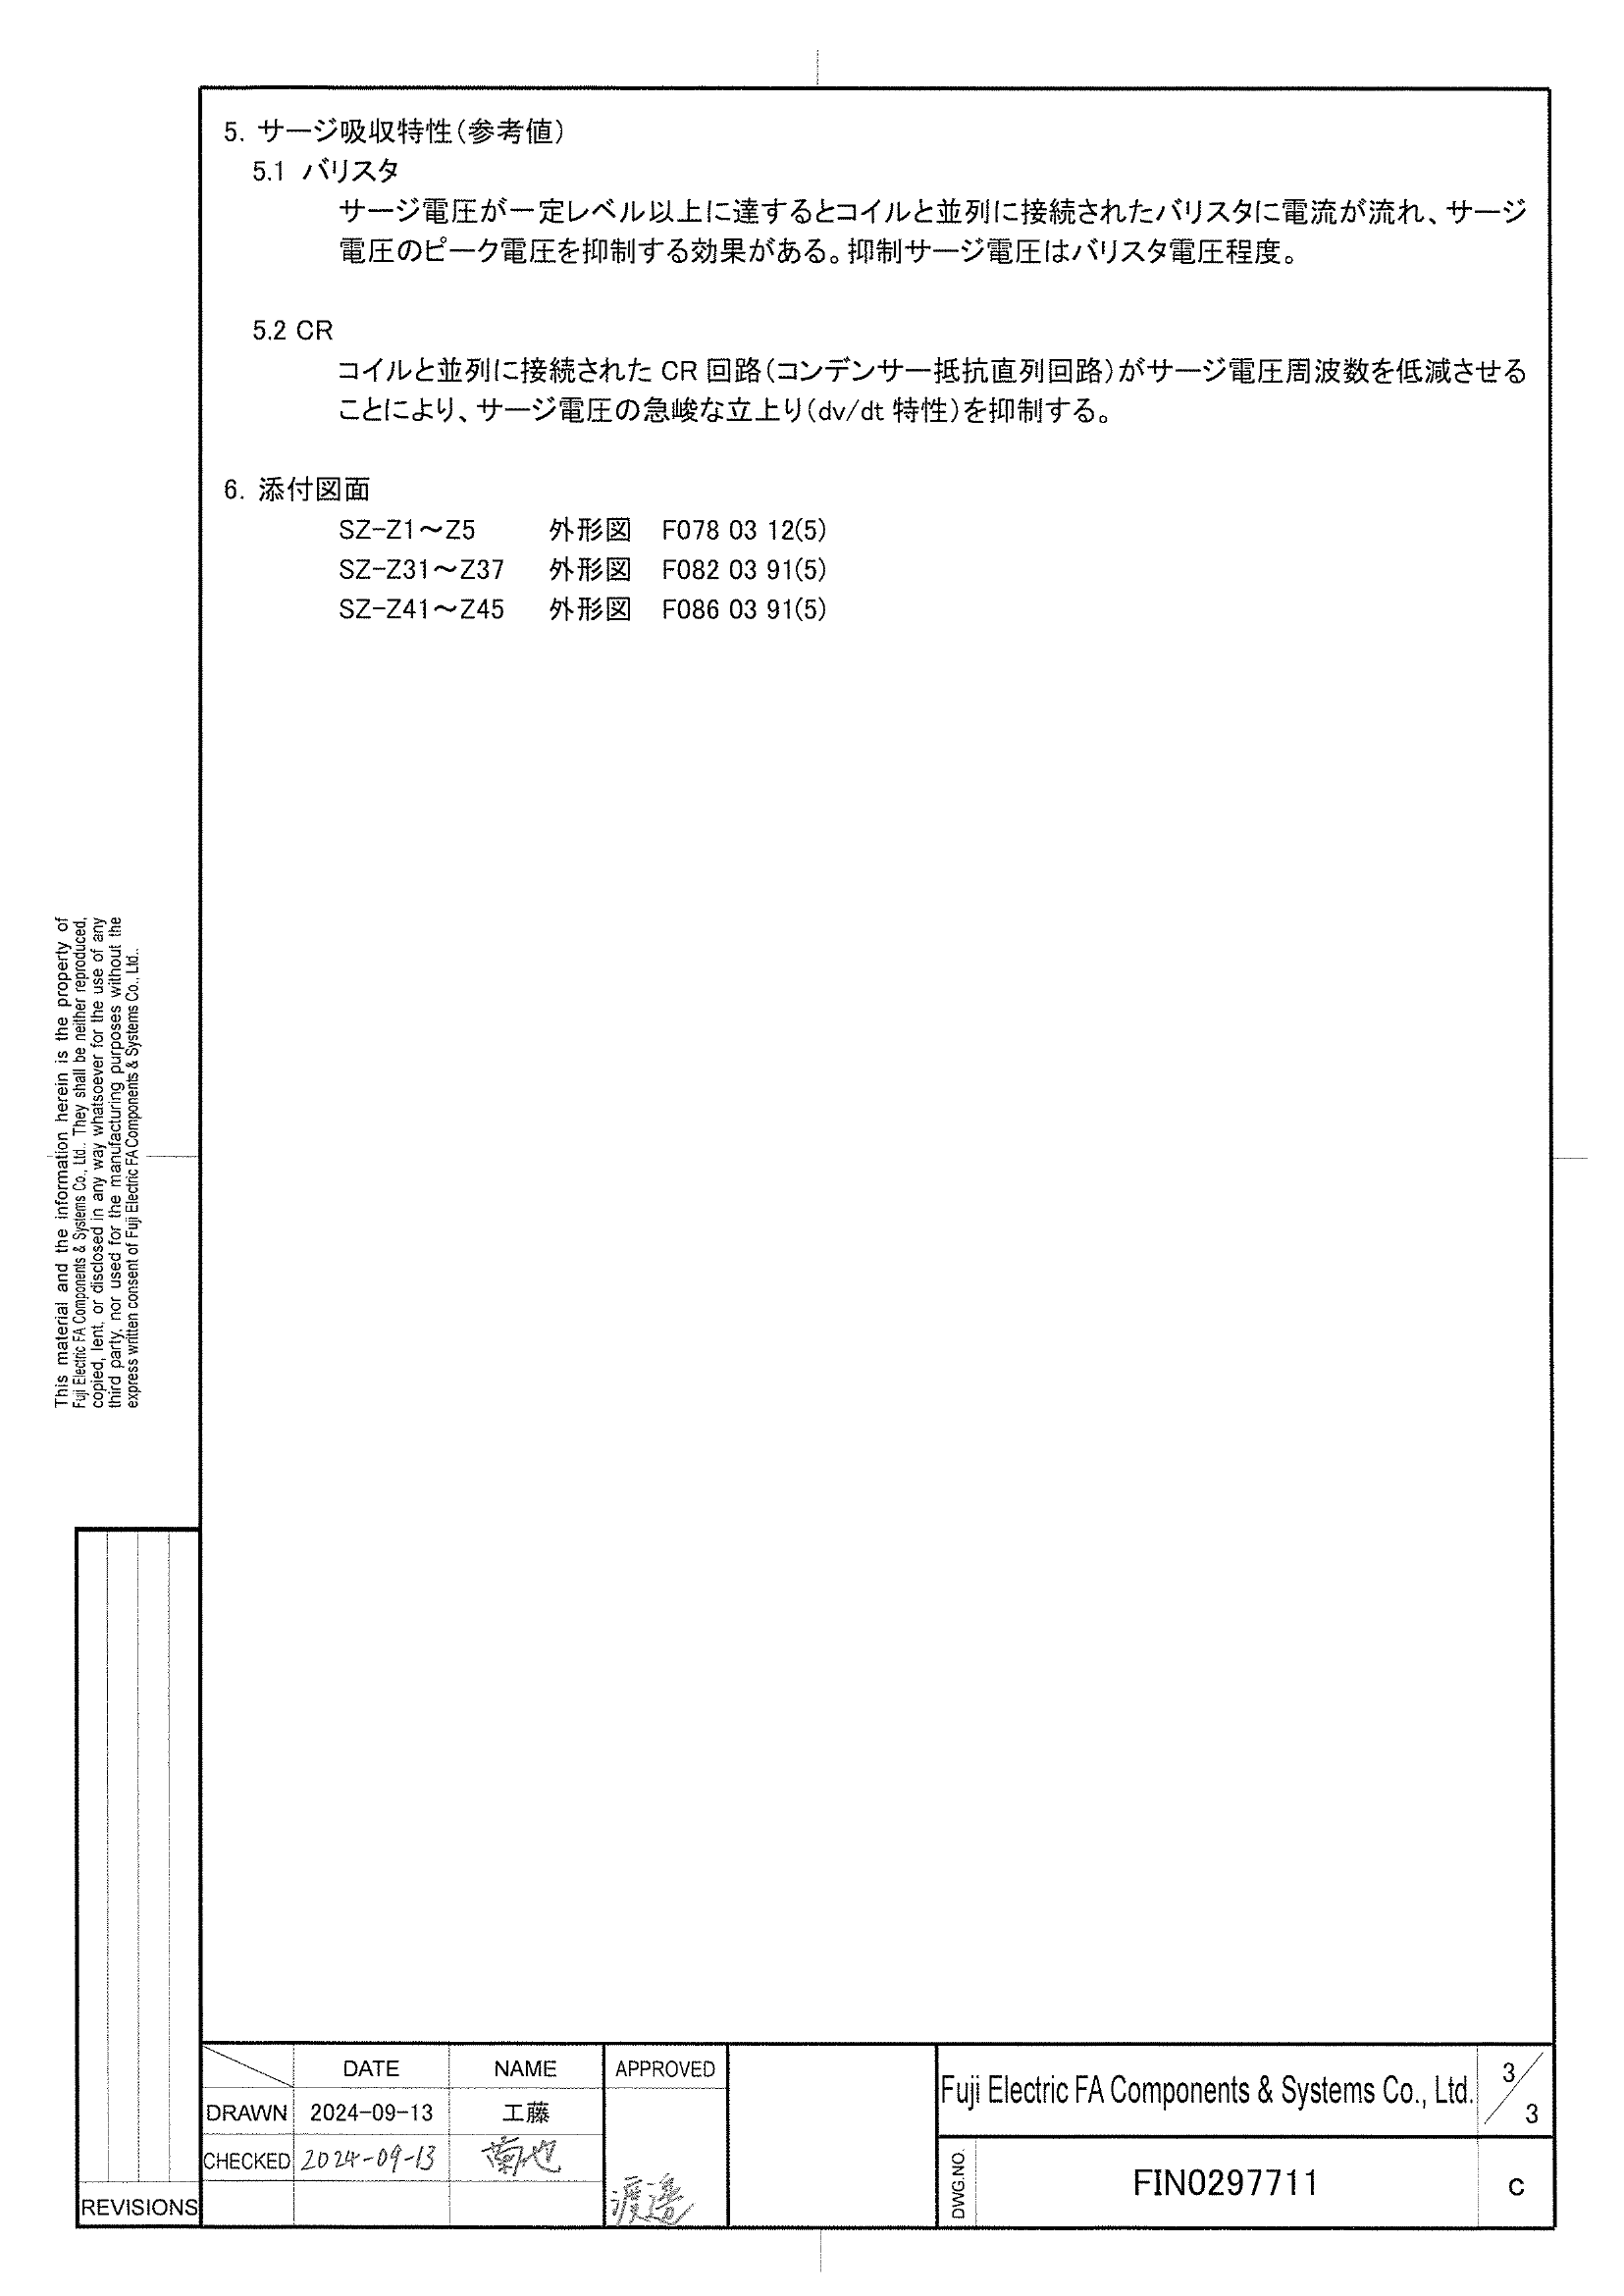 5. サージ吸収特性(参考値)
5.1 バリスタ
サージ電圧が一定レベル以上に達するとコイルと並列に接続されたバリスタに電流が流れ、サージ
電圧のピーク電圧を抑制する効果がある。抑制サージ電圧はバリスタ電圧程度。
5.2 CR
コイルと並列に接続された CR 回路(コンデンサー抵抗直列回路)がサージ電圧周波数を低減させる
ことにより、サージ電圧の急峻な立上り(dv/dt 特性)を抑制する。
6. 添付図面
SZ-Z1～Z5 外形図 F078 03 12(5)
SZ-Z31～Z37 外形図 F082 03 91(5)
SZ-Z41～Z45 外形図 F086 03 91(5)
This material and the information herein is the property of
Fuji Electric FA Components & Systems Co., Ltd.. They shall be neither reproduced,
copied, lent, or disclosed in any way whatsoever for the use of any
third party, nor used for the manufacturing purposes without the
express written consent of Fuji Electric FA Components & Systems Co., Ltd..
REVISIONS
DATE NAME APPROVED
DRAWN 2024-09-13 工藤
CHECKED 2024-09-13
渡邉
Fuji Electric FA Components & Systems Co., Ltd. 3/3
DWG.NO. FIN0297711 c